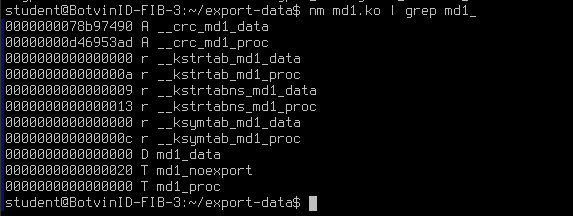 student@BotvinID-FIB-3:~/export-data$ nm md1.ko | grep md1_
0000000078b97490 A __crc_md1_data
00000000d46953ad A __crc_md1_proc
0000000000000000 r __kstrtab_md1_data
000000000000000a r __kstrtab_md1_proc
0000000000000009 r __kstrtabns_md1_data
0000000000000013 r __kstrtabns_md1_proc
0000000000000000 r __ksymtab_md1_data
000000000000000c r __ksymtab_md1_proc
0000000000000000 D md1_data
0000000000000020 T md1_noexport
0000000000000000 T md1_proc
student@BotvinID-FIB-3:~/export-data$